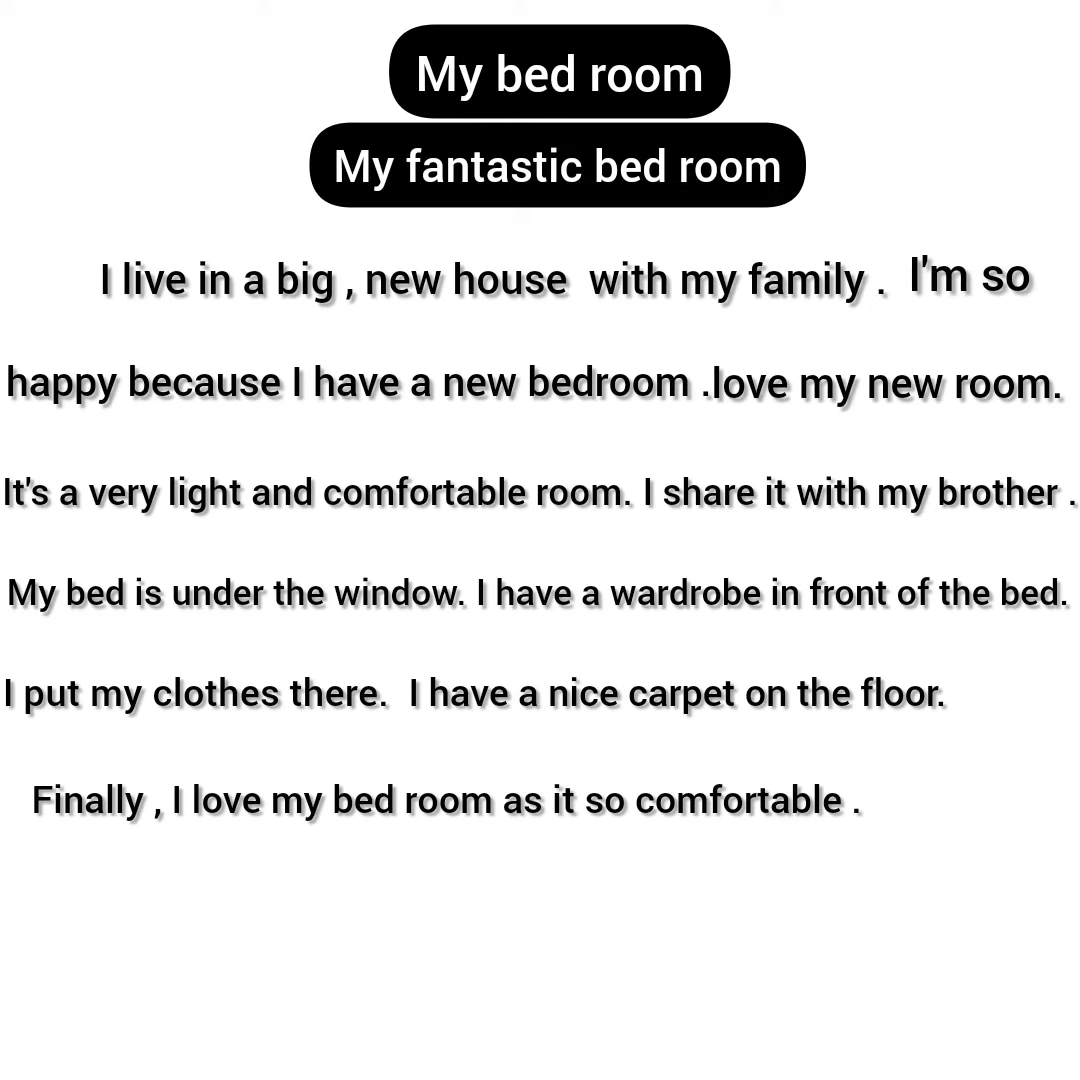 My bed room
My fantastic bed room
I live in a big , new house with my family . I'm so
happy because I have a new bedroom .love my new room.
It's a very light and comfortable room. I share it with my brother .
My bed is under the window. I have a wardrobe in front of the bed.
I put my clothes there. I have a nice carpet on the floor.
Finally , I love my bed room as it so comfortable .